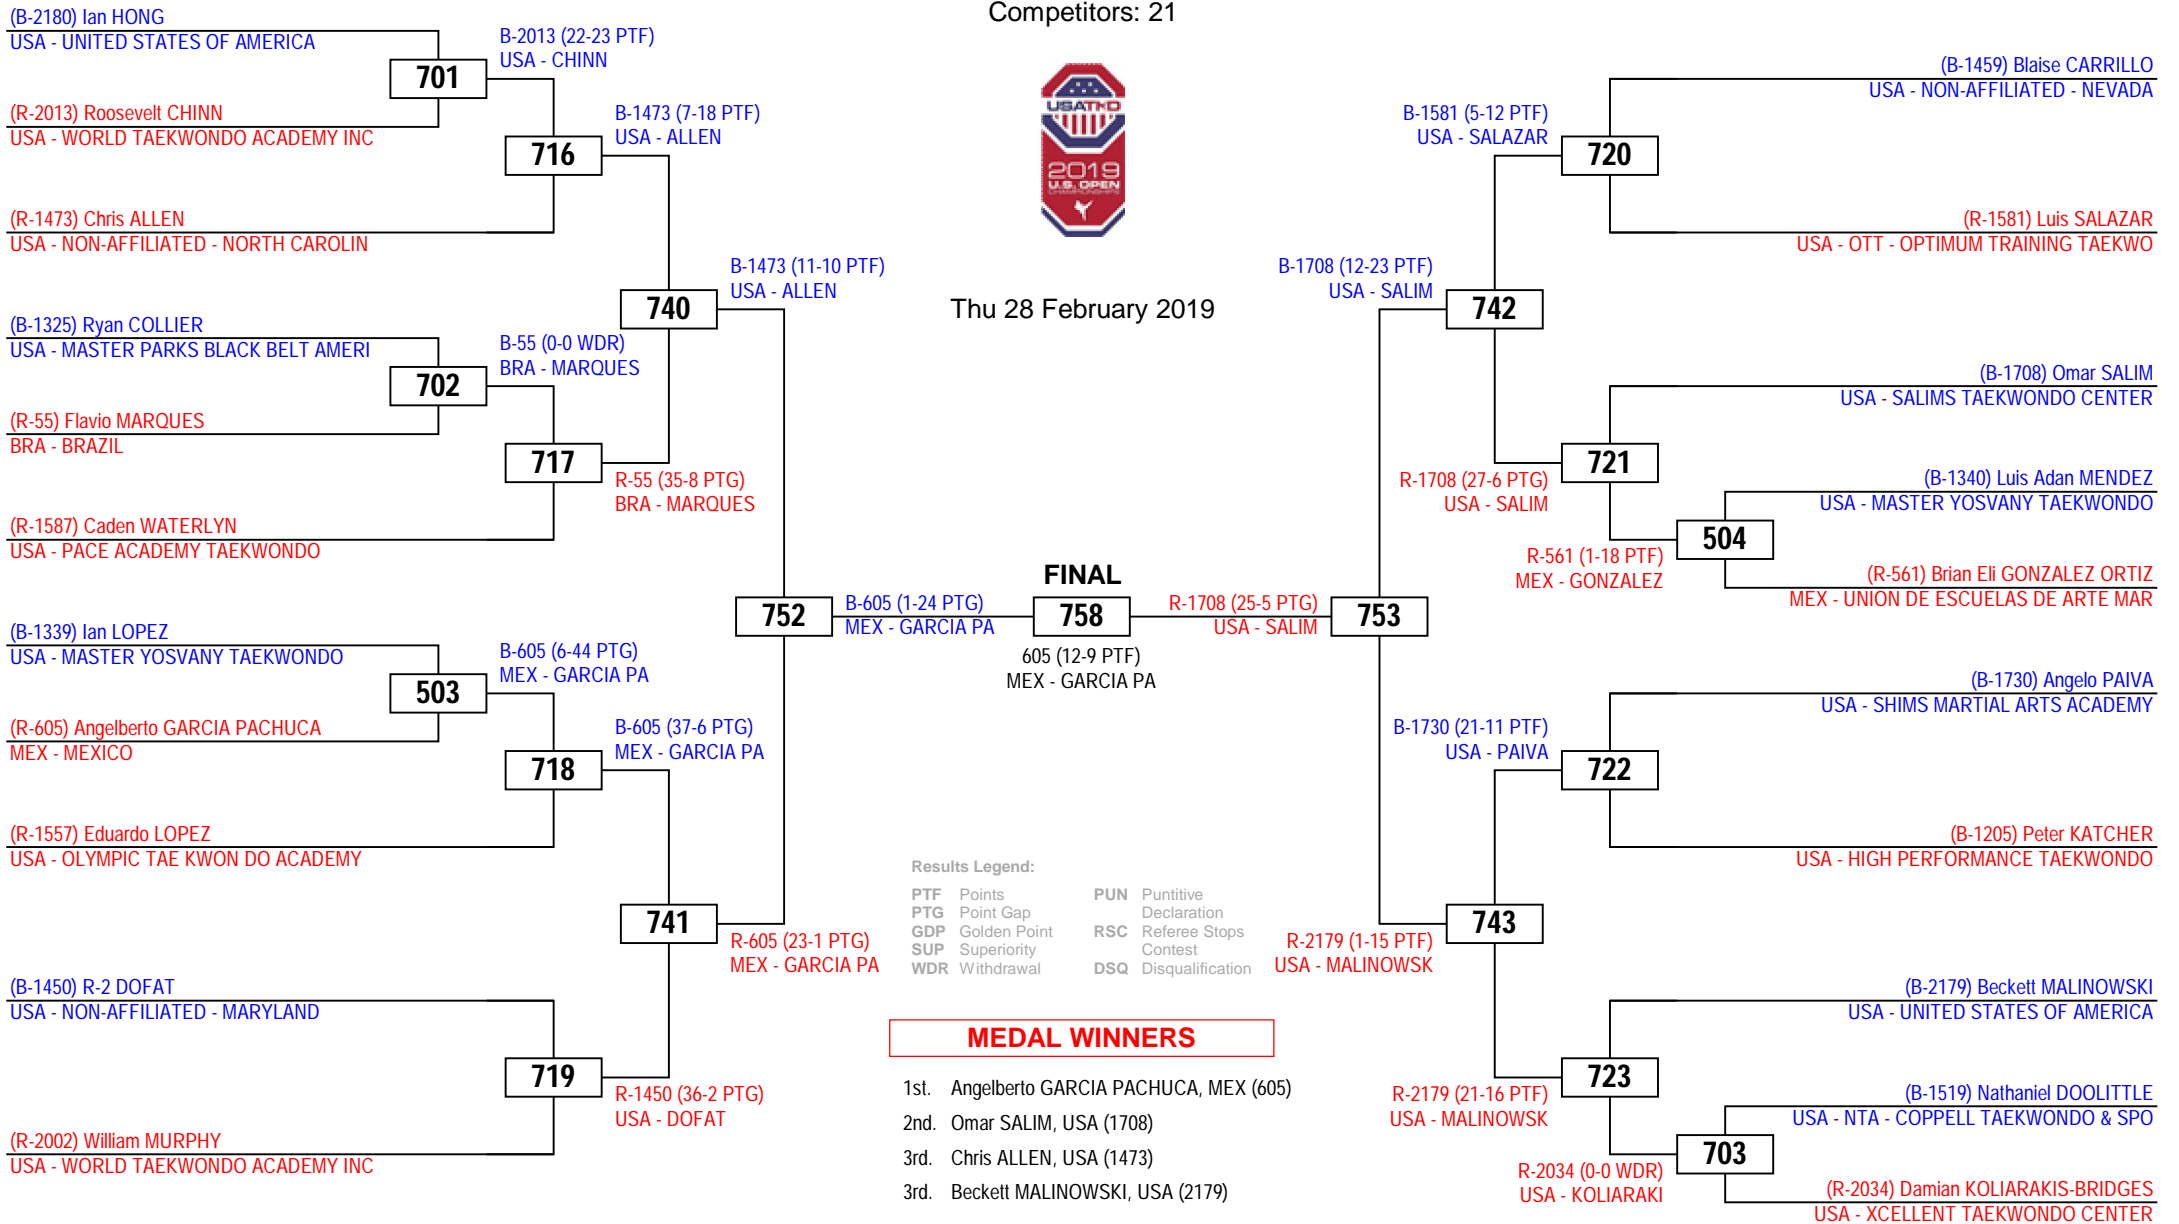 Competitors: 21
USATKD
2019
U.S. OPEN
CHAMPIONSHIPS
Thu 28 February 2019
(B-2180) Ian HONG
USA - UNITED STATES OF AMERICA
701
(R-2013) Roosevelt CHINN
USA - WORLD TAEKWONDO ACADEMY INC
B-2013 (22-23 PTF)
USA - CHINN
716
(R-1473) Chris ALLEN
USA - NON-AFFILIATED - NORTH CAROLIN
B-1473 (7-18 PTF)
USA - ALLEN
740
(B-1325) Ryan COLLIER
USA - MASTER PARKS BLACK BELT AMERI
702
(R-55) Flavio MARQUES
BRA - BRAZIL
B-55 (0-0 WDR)
BRA - MARQUES
717
(R-1587) Caden WATERLYN
USA - PACE ACADEMY TAEKWONDO
R-55 (35-8 PTG)
BRA - MARQUES
B-1473 (11-10 PTF)
USA - ALLEN
752
(B-1339) Ian LOPEZ
USA - MASTER YOSVANY TAEKWONDO
503
(R-605) Angelberto GARCIA PACHUCA
MEX - MEXICO
B-605 (6-44 PTG)
MEX - GARCIA PA
718
(R-1557) Eduardo LOPEZ
USA - OLYMPIC TAE KWON DO ACADEMY
B-605 (37-6 PTG)
MEX - GARCIA PA
741
(B-1450) R-2 DOFAT
USA - NON-AFFILIATED - MARYLAND
719
(R-2002) William MURPHY
USA - WORLD TAEKWONDO ACADEMY INC
R-1450 (36-2 PTG)
USA - DOFAT
R-605 (23-1 PTG)
MEX - GARCIA PA
B-605 (1-24 PTG)
MEX - GARCIA PA
FINAL
758
605 (12-9 PTF)
MEX - GARCIA PA
R-1708 (25-5 PTG)
USA - SALIM
753
B-1708 (12-23 PTF)
USA - SALIM
742
B-1581 (5-12 PTF)
USA - SALAZAR
720
(B-1459) Blaise CARRILLO
USA - NON-AFFILIATED - NEVADA
(R-1581) Luis SALAZAR
USA - OTT - OPTIMUM TRAINING TAEKWO
R-1708 (27-6 PTG)
USA - SALIM
721
(B-1708) Omar SALIM
USA - SALIMS TAEKWONDO CENTER
R-561 (1-18 PTF)
MEX - GONZALEZ
504
(B-1340) Luis Adan MENDEZ
USA - MASTER YOSVANY TAEKWONDO
(R-561) Brian Eli GONZALEZ ORTIZ
MEX - UNION DE ESCUELAS DE ARTE MAR
R-2179 (1-15 PTF)
USA - MALINOWSK
743
B-1730 (21-11 PTF)
USA - PAIVA
722
(B-1730) Angelo PAIVA
USA - SHIMS MARTIAL ARTS ACADEMY
(B-1205) Peter KATCHER
USA - HIGH PERFORMANCE TAEKWONDO
R-2179 (21-16 PTF)
USA - MALINOWSK
723
(B-2179) Beckett MALINOWSKI
USA - UNITED STATES OF AMERICA
R-2034 (0-0 WDR)
USA - KOLIARAKI
703
(B-1519) Nathaniel DOOLITTLE
USA - NTA - COPPELL TAEKWONDO & SPO
(R-2034) Damian KOLIARAKIS-BRIDGES
USA - XCELLENT TAEKWONDO CENTER
Results Legend:
PTF Points
PTG Point Gap
GDP Golden Point
SUP Superiority
WDR Withdrawal
PUN Puntitive
Declaration
RSC Referee Stops
Contest
DSQ Disqualification
MEDAL WINNERS
1st. Angelberto GARCIA PACHUCA, MEX (605)
2nd. Omar SALIM, USA (1708)
3rd. Chris ALLEN, USA (1473)
3rd. Beckett MALINOWSKI, USA (2179)